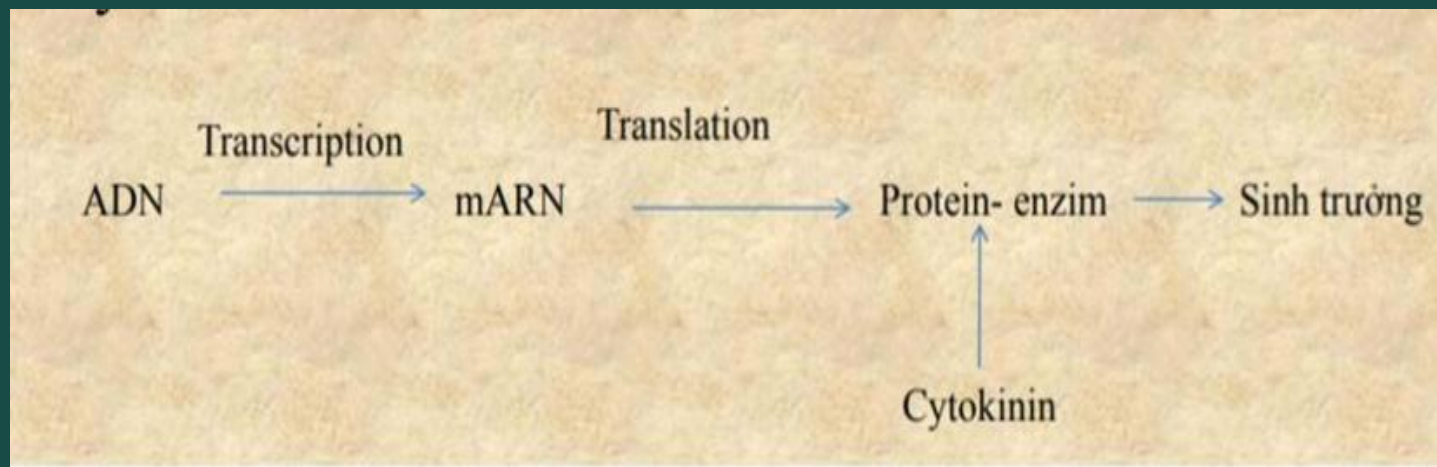 Transcription
Translation
ADN
mARN
Protein- enzim
Sinh trưởng
Cytokinin